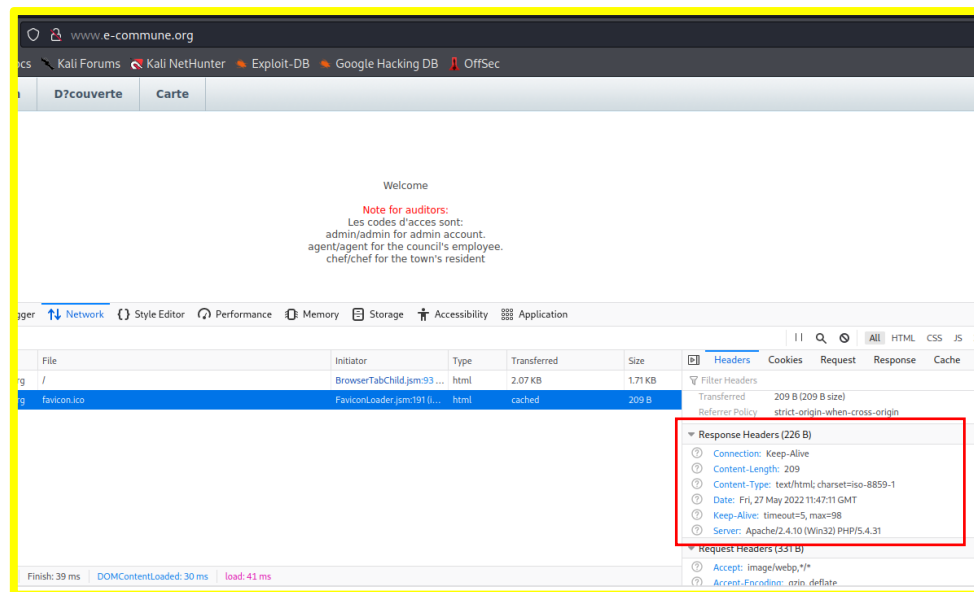 www.e-commune.org
ocs Kali Forums Kali NetHunter Exploit-DB Google Hacking DB OffSec
D?couverte Carte
Welcome
Note for auditors:
Les codes d'acces sont:
admin/admin for admin account.
agent/agent for the council's employee.
chef/chef for the town's resident
gger Network {} Style Editor Performance Memory Storage Accessibility Application
All HTML CSS JS
File Initiator Type Transferred Size Headers Cookies Request Response Cache
rg / BrowserTabChild.jsm:93 ... html 2.07 KB 1.71 KB Filter Headers
rg favicon.ico FaviconLoader.jsm:191 (i... html cached 209 B Transferred 209 B (209 B size)
Referrer Policy strict-origin-when-cross-origin
Response Headers (226 B)
Connection: Keep-Alive
Content-Length: 209
Content-Type: text/html; charset=iso-8859-1
Date: Fri, 27 May 2022 11:47:11 GMT
Keep-Alive: timeout=5, max=98
Server: Apache/2.4.10 (Win32) PHP/5.4.31
Request Headers (331 B)
Accept: image/webp,*/*
Finish: 39 ms DOMContentLoaded: 30 ms load: 41 ms
Accept-Encoding: gzip, deflate